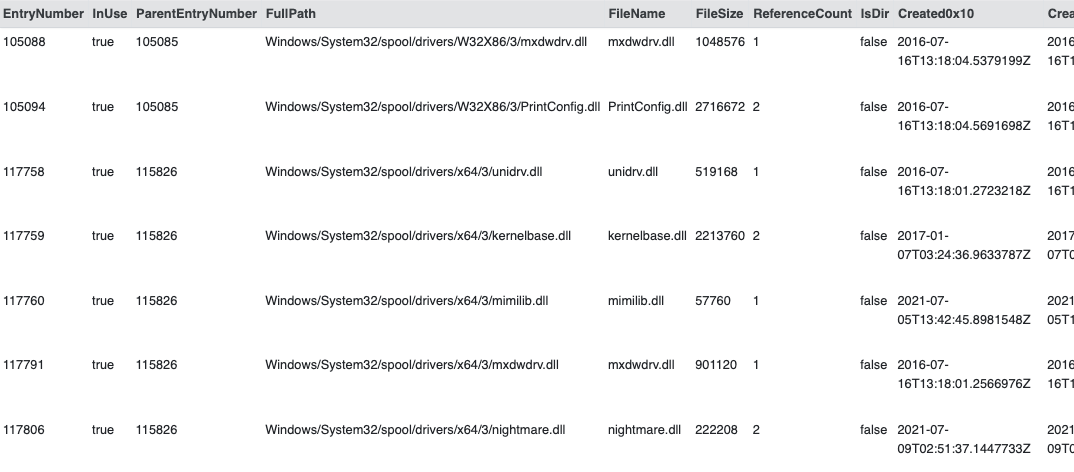 EntryNumber InUse ParentEntryNumber FullPath FileName FileSize ReferenceCount IsDir Created0x10 Crea
105088 true 105085 Windows/System32/spool/drivers/W32X86/3/mxdwdrv.dll mxdwdrv.dll 1048576 1 false 2016-07- 2016
16T13:18:04.5379199Z 16T1
105094 true 105085 Windows/System32/spool/drivers/W32X86/3/PrintConfig.dll PrintConfig.dll 2716672 2 false 2016-07- 2016
16T13:18:04.5691698Z 16T1
117758 true 115826 Windows/System32/spool/drivers/x64/3/unidrv.dll unidrv.dll 519168 1 false 2016-07- 2016
16T13:18:01.2723218Z 16T1
117759 true 115826 Windows/System32/spool/drivers/x64/3/kernelbase.dll kernelbase.dll 2213760 2 false 2017-01- 2017
07T03:24:36.9633787Z 07T0
117760 true 115826 Windows/System32/spool/drivers/x64/3/mimilib.dll mimilib.dll 57760 1 false 2021-07- 2021
05T13:42:45.8981548Z 05T1
117791 true 115826 Windows/System32/spool/drivers/x64/3/mxdwdrv.dll mxdwdrv.dll 901120 1 false 2016-07- 2016
16T13:18:01.2566976Z 16T1
117806 true 115826 Windows/System32/spool/drivers/x64/3/nightmare.dll nightmare.dll 222208 2 false 2021-07- 2021
09T02:51:37.1447733Z 09T0